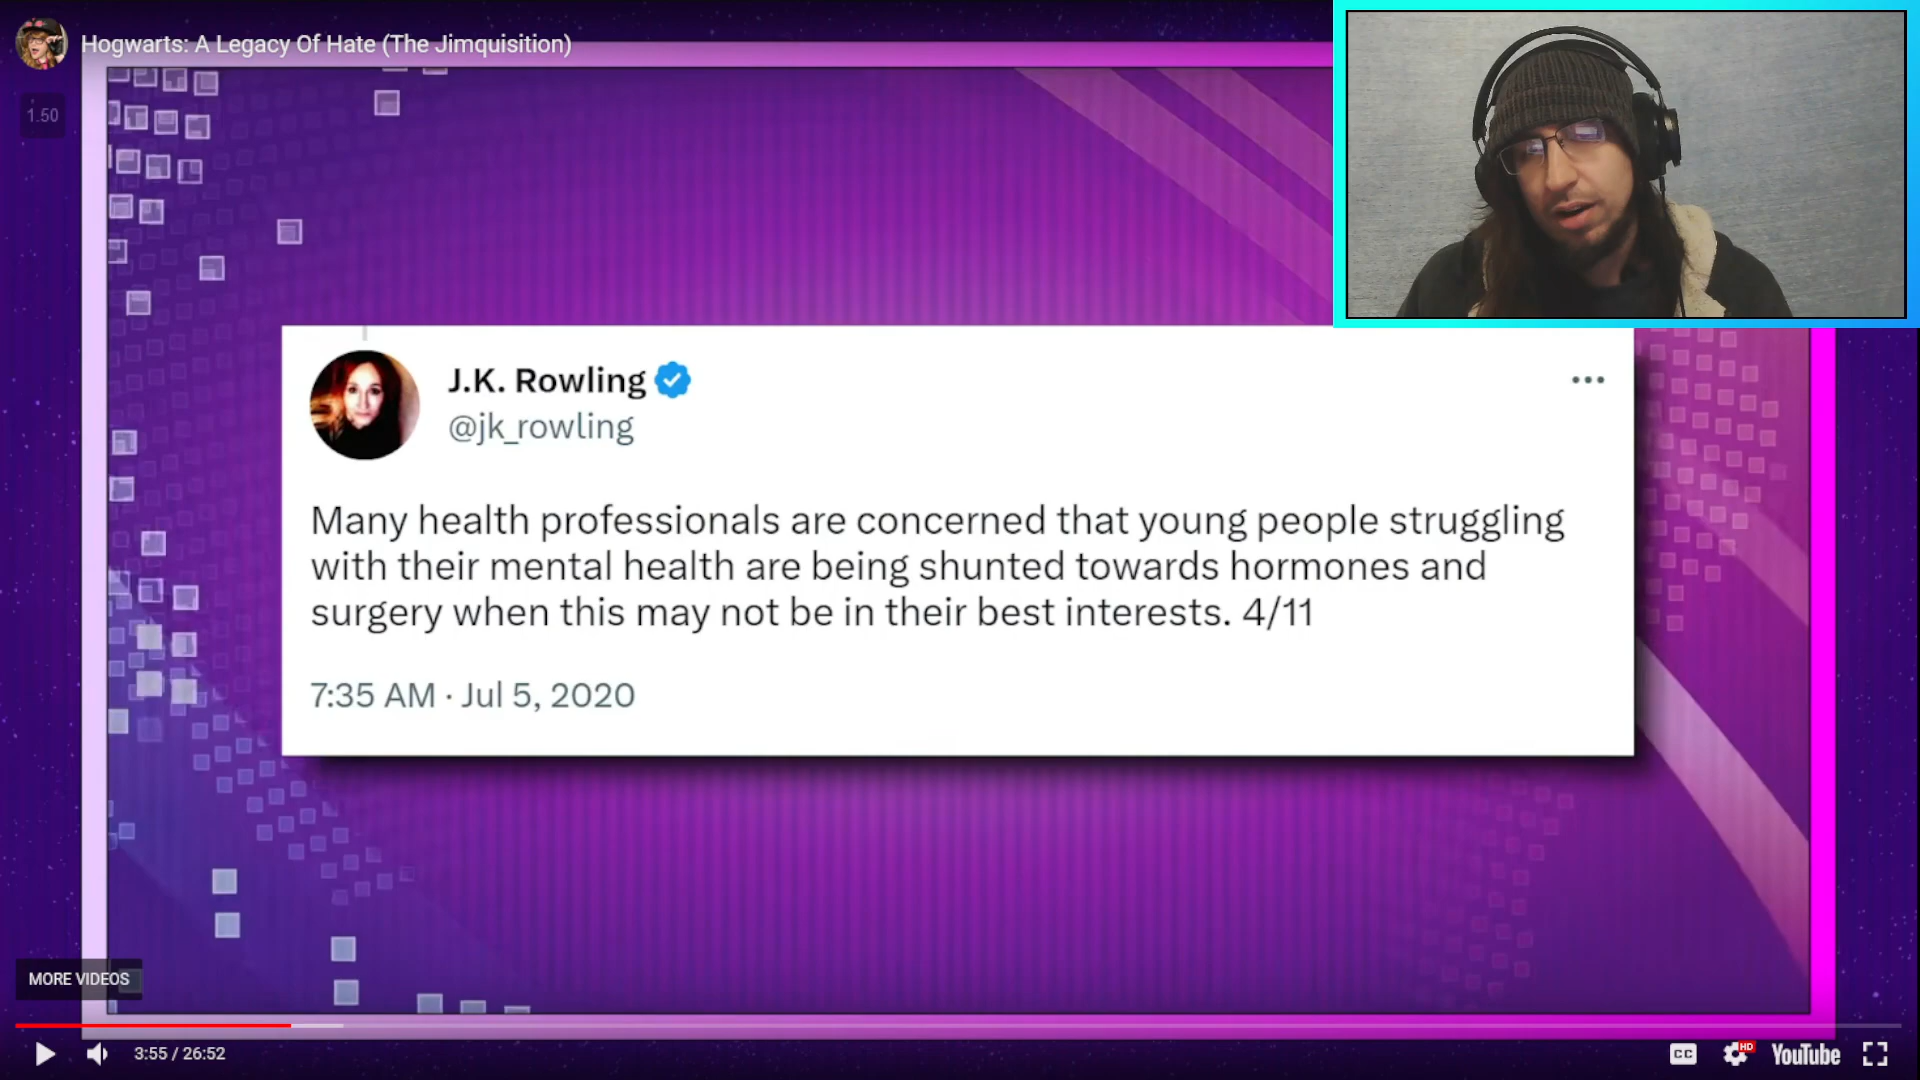 Hogwarts: A Legacy Of Hate (The Jimquisition)
1.50
J.K. Rowling
@jk_rowling
Many health professionals are concerned that young people struggling
with their mental health are being shunted towards hormones and
surgery when this may not be in their best interests. 4/11
7:35 AM · Jul 5, 2020
MORE VIDEOS
3:55 / 26:52
CC
HD
YouTube